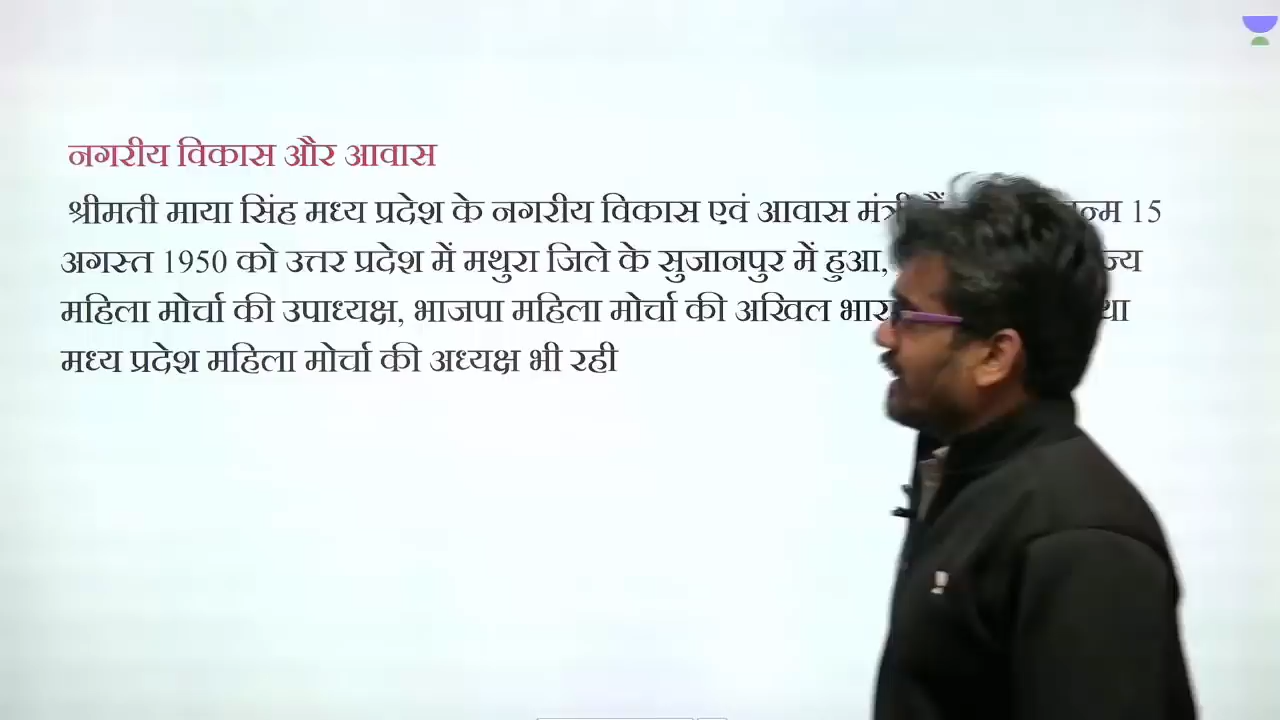 नगरीय विकास और आवास
श्रीमती माया सिंह मध्य प्रदेश के नगरीय विकास एवं आवास 15
अगस्त 1950 को उत्तर प्रदेश में मथुरा जिले के सुजानपुर में हुआ,
महिला मोर्चा की उपाध्यक्ष, भाजपा महिला मोर्चा की अखिल
मध्य प्रदेश महिला मोर्चा की अध्यक्ष भी रही